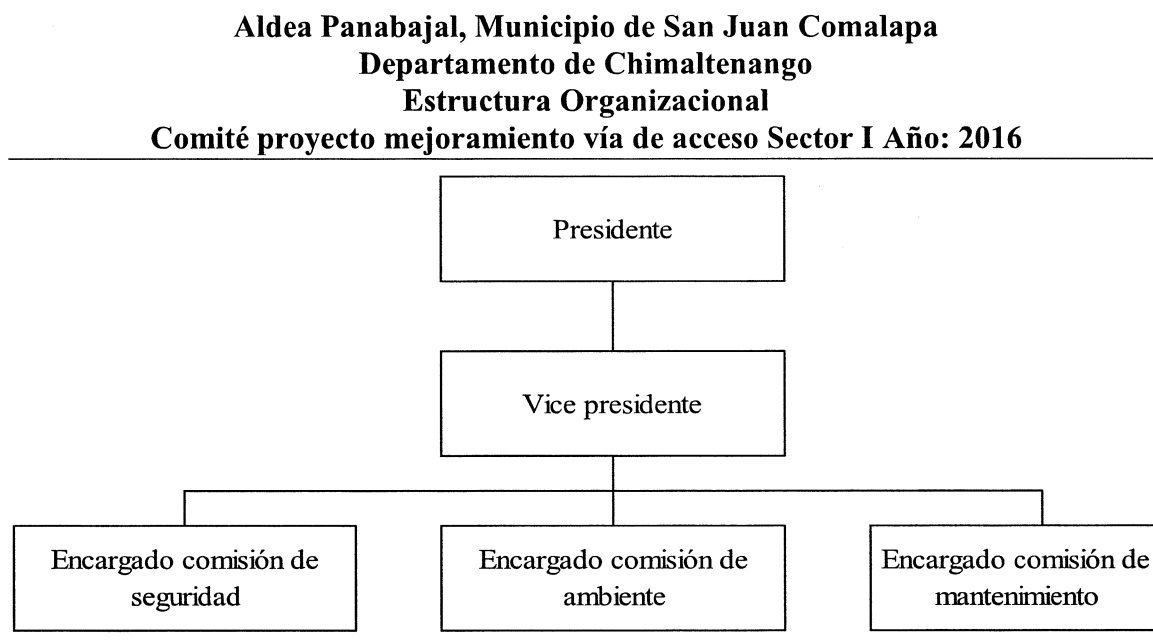 Aldea Panabajal, Municipio de San Juan Comalapa
Departamento de Chimaltenango
Estructura Organizacional
Comité proyecto mejoramiento vía de acceso Sector I Año: 2016
Presidente
Vice presidente
Encargado comisión de
seguridad
Encargado comisión de
ambiente
Encargado comisión de
mantenimiento